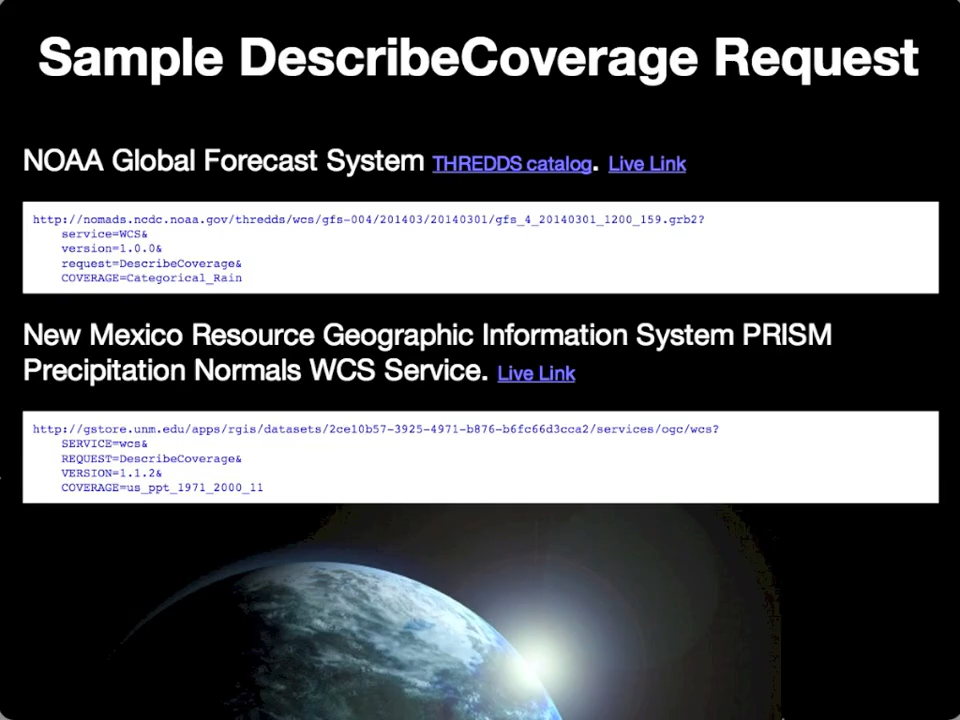 Sample DescribeCoverage Request
NOAA Global Forecast System THREDDS catalog. Live Link
http://nomads.ncdc.noaa.gov/thredds/wcs/gfs-004/201403/20140301/gfs_4_20140301_1200_159.grb2?
service=WCS&
version=1.0.0&
request=DescribeCoverage&
COVERAGE=Categorical_Rain
New Mexico Resource Geographic Information System PRISM
Precipitation Normals WCS Service. Live Link
http://gstore.unm.edu/apps/rgis/datasets/2ce10b57-3925-4971-b876-b6fc66d3cca2/services/ogc/wcs?
SERVICE=wcs&
REQUEST=DescribeCoverage&
VERSION=1.1.2&
COVERAGE=us_ppt_1971_2000_11